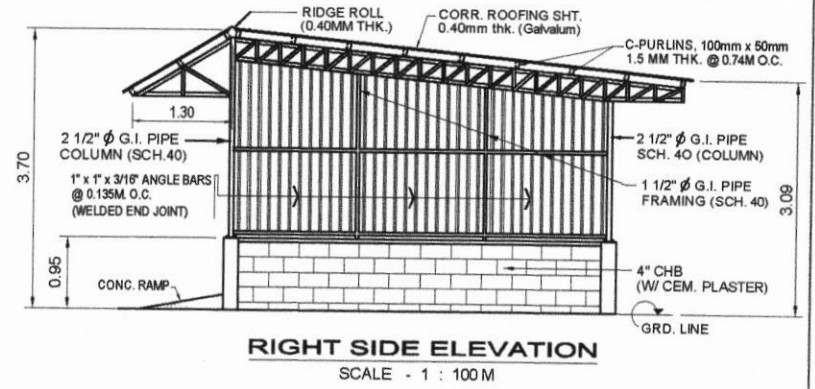 RIDGE ROLL
(0.40MM THK.)
CORR. ROOFING SHT.
0.40mm thk. (Galvalum)
C-PURLINS, 100mm x 50mm
1.5 MM THK. @ 0.74M O.C.
1.30
3.70
2 1/2" Ø G.I. PIPE
COLUMN (SCH.40)
1" x 1" x 3/16" ANGLE BARS
@ 0.135M. O.C.
(WELDED END JOINT)
2 1/2" Ø G.I. PIPE
SCH. 40 (COLUMN)
1 1/2" Ø G.I. PIPE
FRAMING (SCH. 40)
3.09
0.95
CONC. RAMP
4" CHB
(W/ CEM. PLASTER)
GRD. LINE
RIGHT SIDE ELEVATION
SCALE - 1 : 100 M